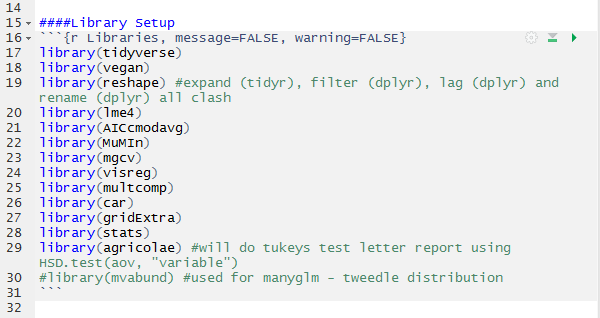 14
15 ####Library Setup
16 ```{r Libraries, message=FALSE, warning=FALSE}
17 library(tidyverse)
18 library(vegan)
19 library(reshape) #expand (tidyr), filter (dplyr), lag (dplyr) and
rename (dplyr) all clash
20 library(lme4)
21 library(AICcmodavg)
22 library(MuMIn)
23 library(mgcv)
24 library(visreg)
25 library(multcomp)
26 library(car)
27 library(gridExtra)
28 library(stats)
29 library(agricolae) #will do tukeys test letter report using
HSD.test(aov, "variable")
30 #library(mvabund) #used for manyglm - tweedle distribution
31 ```
32